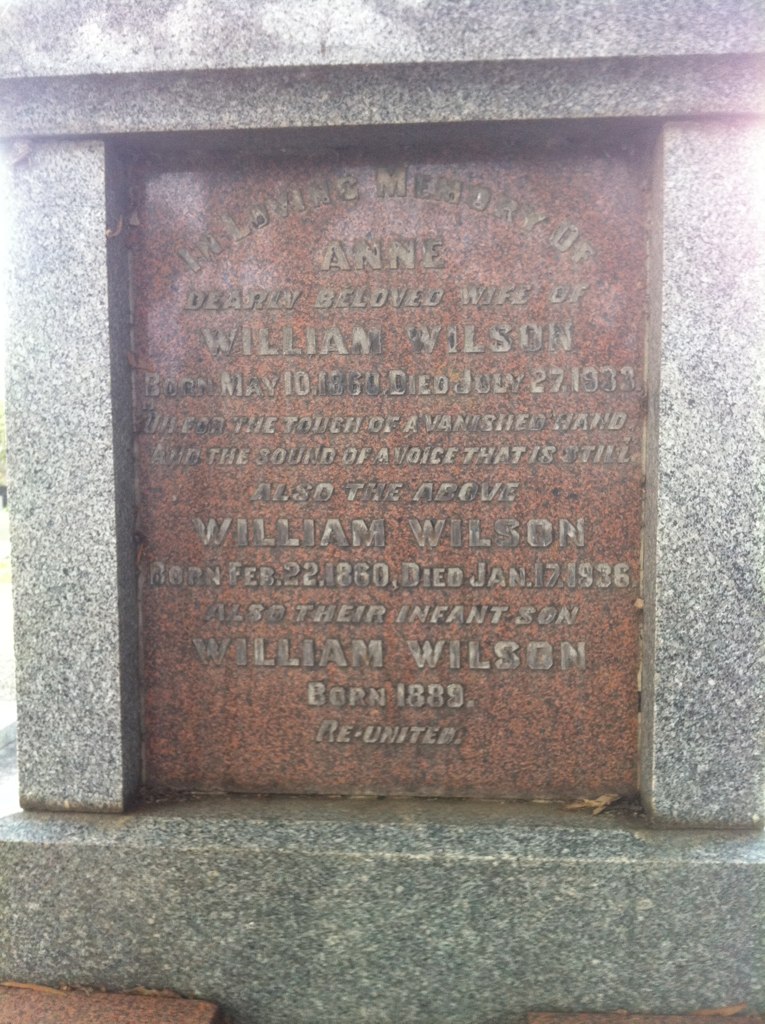 IN LOVING MEMORY OF
ANNE
DEARLY BELOVED WIFE OF
WILLIAM WILSON
BORN MAY 10.1860, DIED JULY 27.1933.
"OH FOR THE TOUCH OF A VANISHED HAND
AND THE SOUND OF A VOICE THAT IS STILL"
ALSO THE ABOVE
WILLIAM WILSON
BORN FEB. 22. 1860, DIED JAN. 17. 1936.
ALSO THEIR INFANT SON
WILLIAM WILSON
BORN 1889.
RE-UNITED.